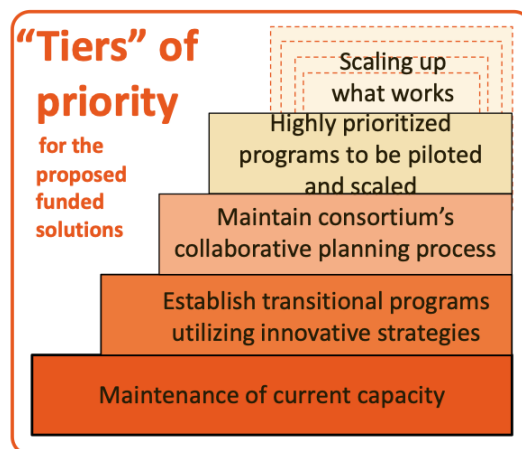 “Tiers” of
priority
for the
proposed
funded
solutions
Scaling up
what works
Highly prioritized
programs to be piloted
and scaled
Maintain consortium’s
collaborative planning process
Establish transitional programs
utilizing innovative strategies
Maintenance of current capacity